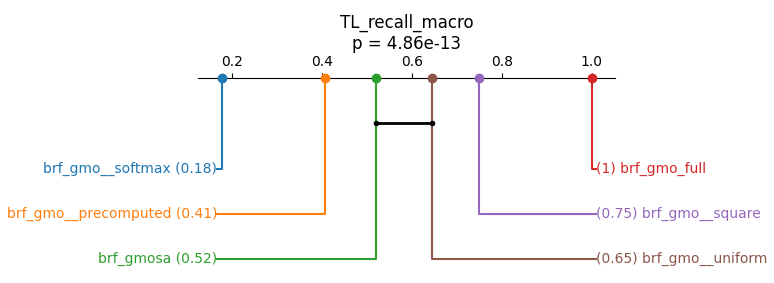 TL_recall_macro
p = 4.86e-13
0.2 0.4 0.6 0.8 1.0
brf_gmo__softmax (0.18)
(1) brf_gmo_full
brf_gmo__precomputed (0.41)
(0.75) brf_gmo__square
brf_gmosa (0.52)
(0.65) brf_gmo__uniform